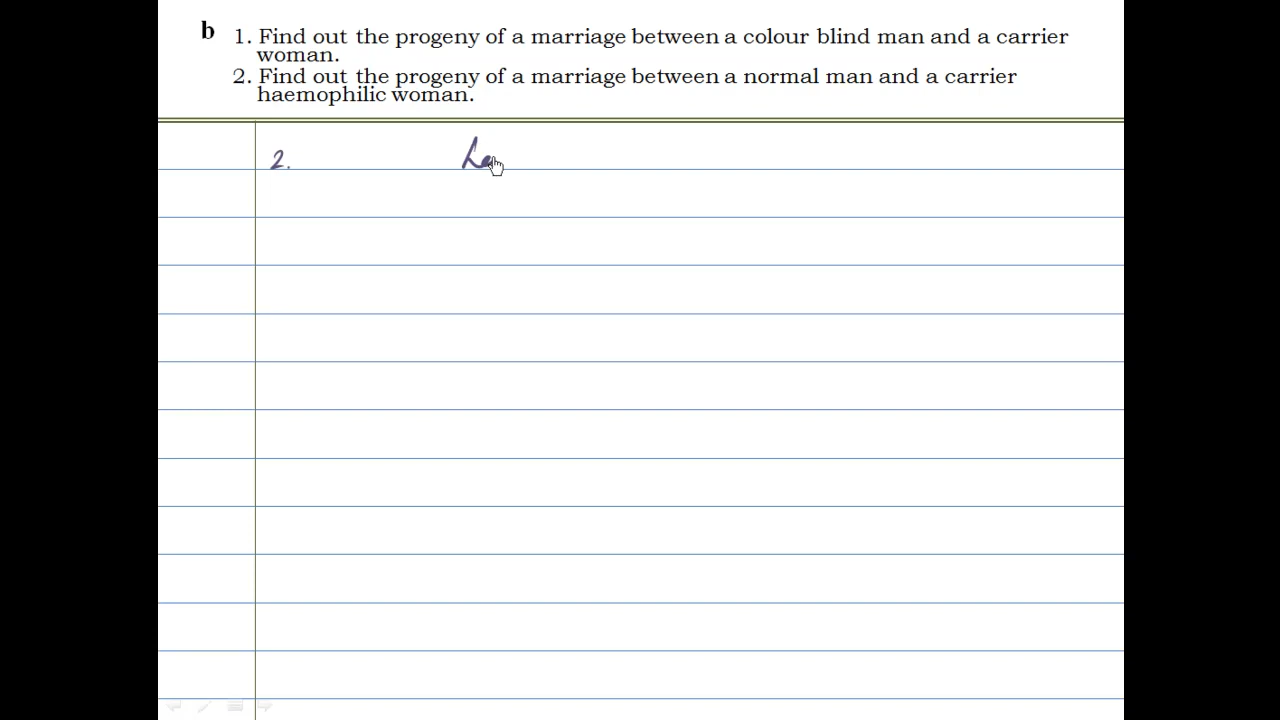 b 1. Find out the progeny of a marriage between a colour blind man and a carrier
woman.
2. Find out the progeny of a marriage between a normal man and a carrier
haemophilic woman.
2. Le